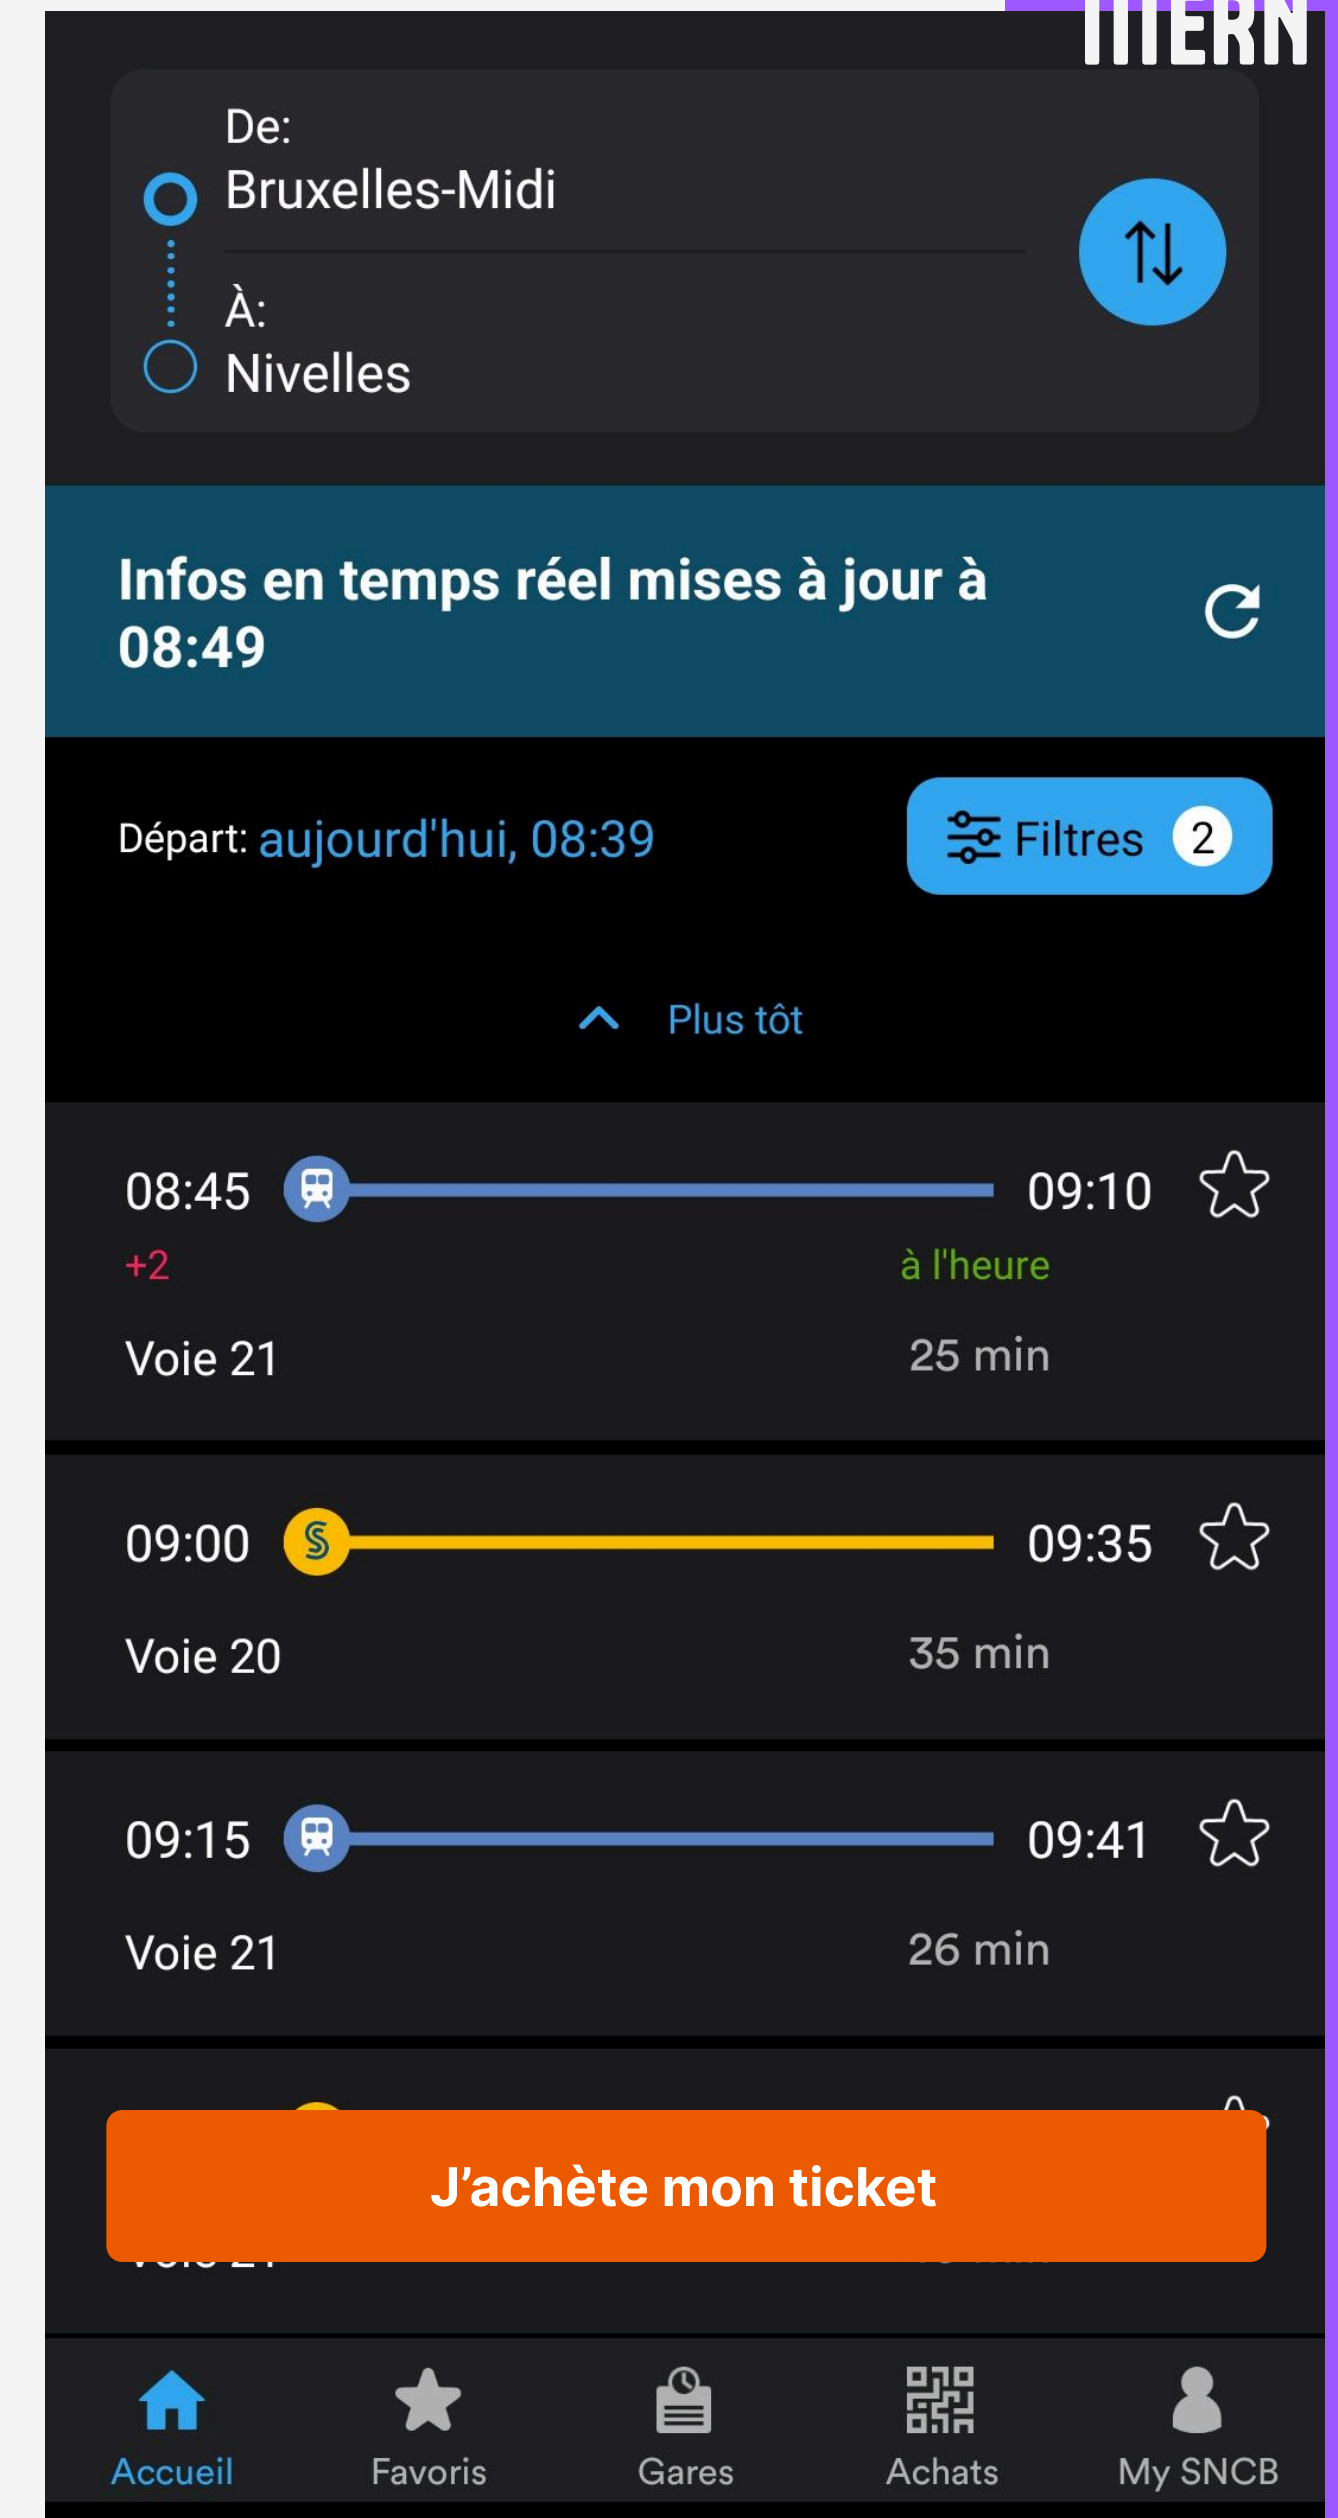 De:
Bruxelles-Midi
À:
Nivelles
Infos en temps réel mises à jour à
08:49
Départ: aujourd'hui, 08:39
Filtres 2
Plus tôt
08:45 09:10
+2 à l'heure
Voie 21 25 min
09:00 09:35
Voie 20 35 min
09:15 09:41
Voie 21 26 min
J’achète mon ticket
Accueil Favoris Gares Achats My SNCB